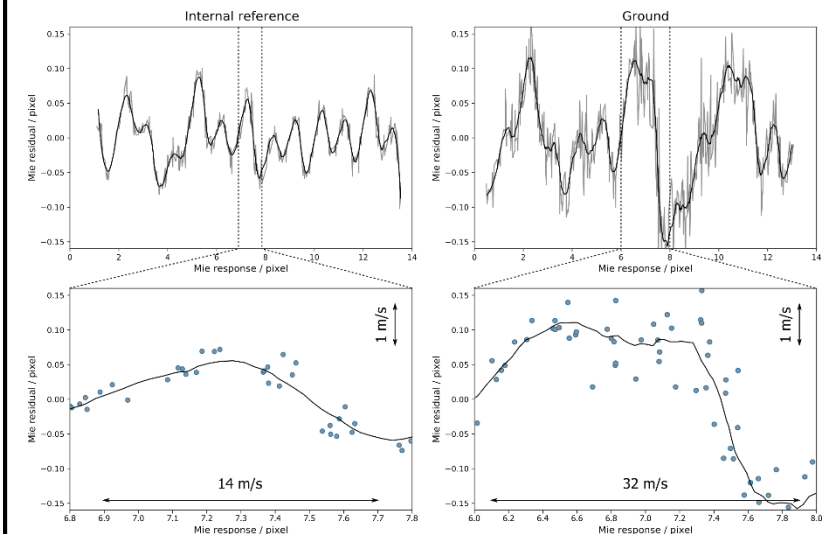 Internal reference
Ground
Mie residual / pixel
0.15
0.10
0.05
0.00
−0.05
−0.10
−0.15
0 2 4 6 8 10 12 14
Mie response / pixel
Mie residual / pixel
0.15
0.10
0.05
0.00
−0.05
−0.10
−0.15
0 2 4 6 8 10 12 14
Mie response / pixel
Mie residual / pixel
0.15
0.10
0.05
0.00
−0.05
−0.10
−0.15
1 m/s
14 m/s
6.8 6.9 7.0 7.1 7.2 7.3 7.4 7.5 7.6 7.7 7.8
Mie response / pixel
Mie residual / pixel
0.15
0.10
0.05
0.00
−0.05
−0.10
−0.15
1 m/s
32 m/s
6.0 6.2 6.4 6.6 6.8 7.0 7.2 7.4 7.6 7.8 8.0
Mie response / pixel